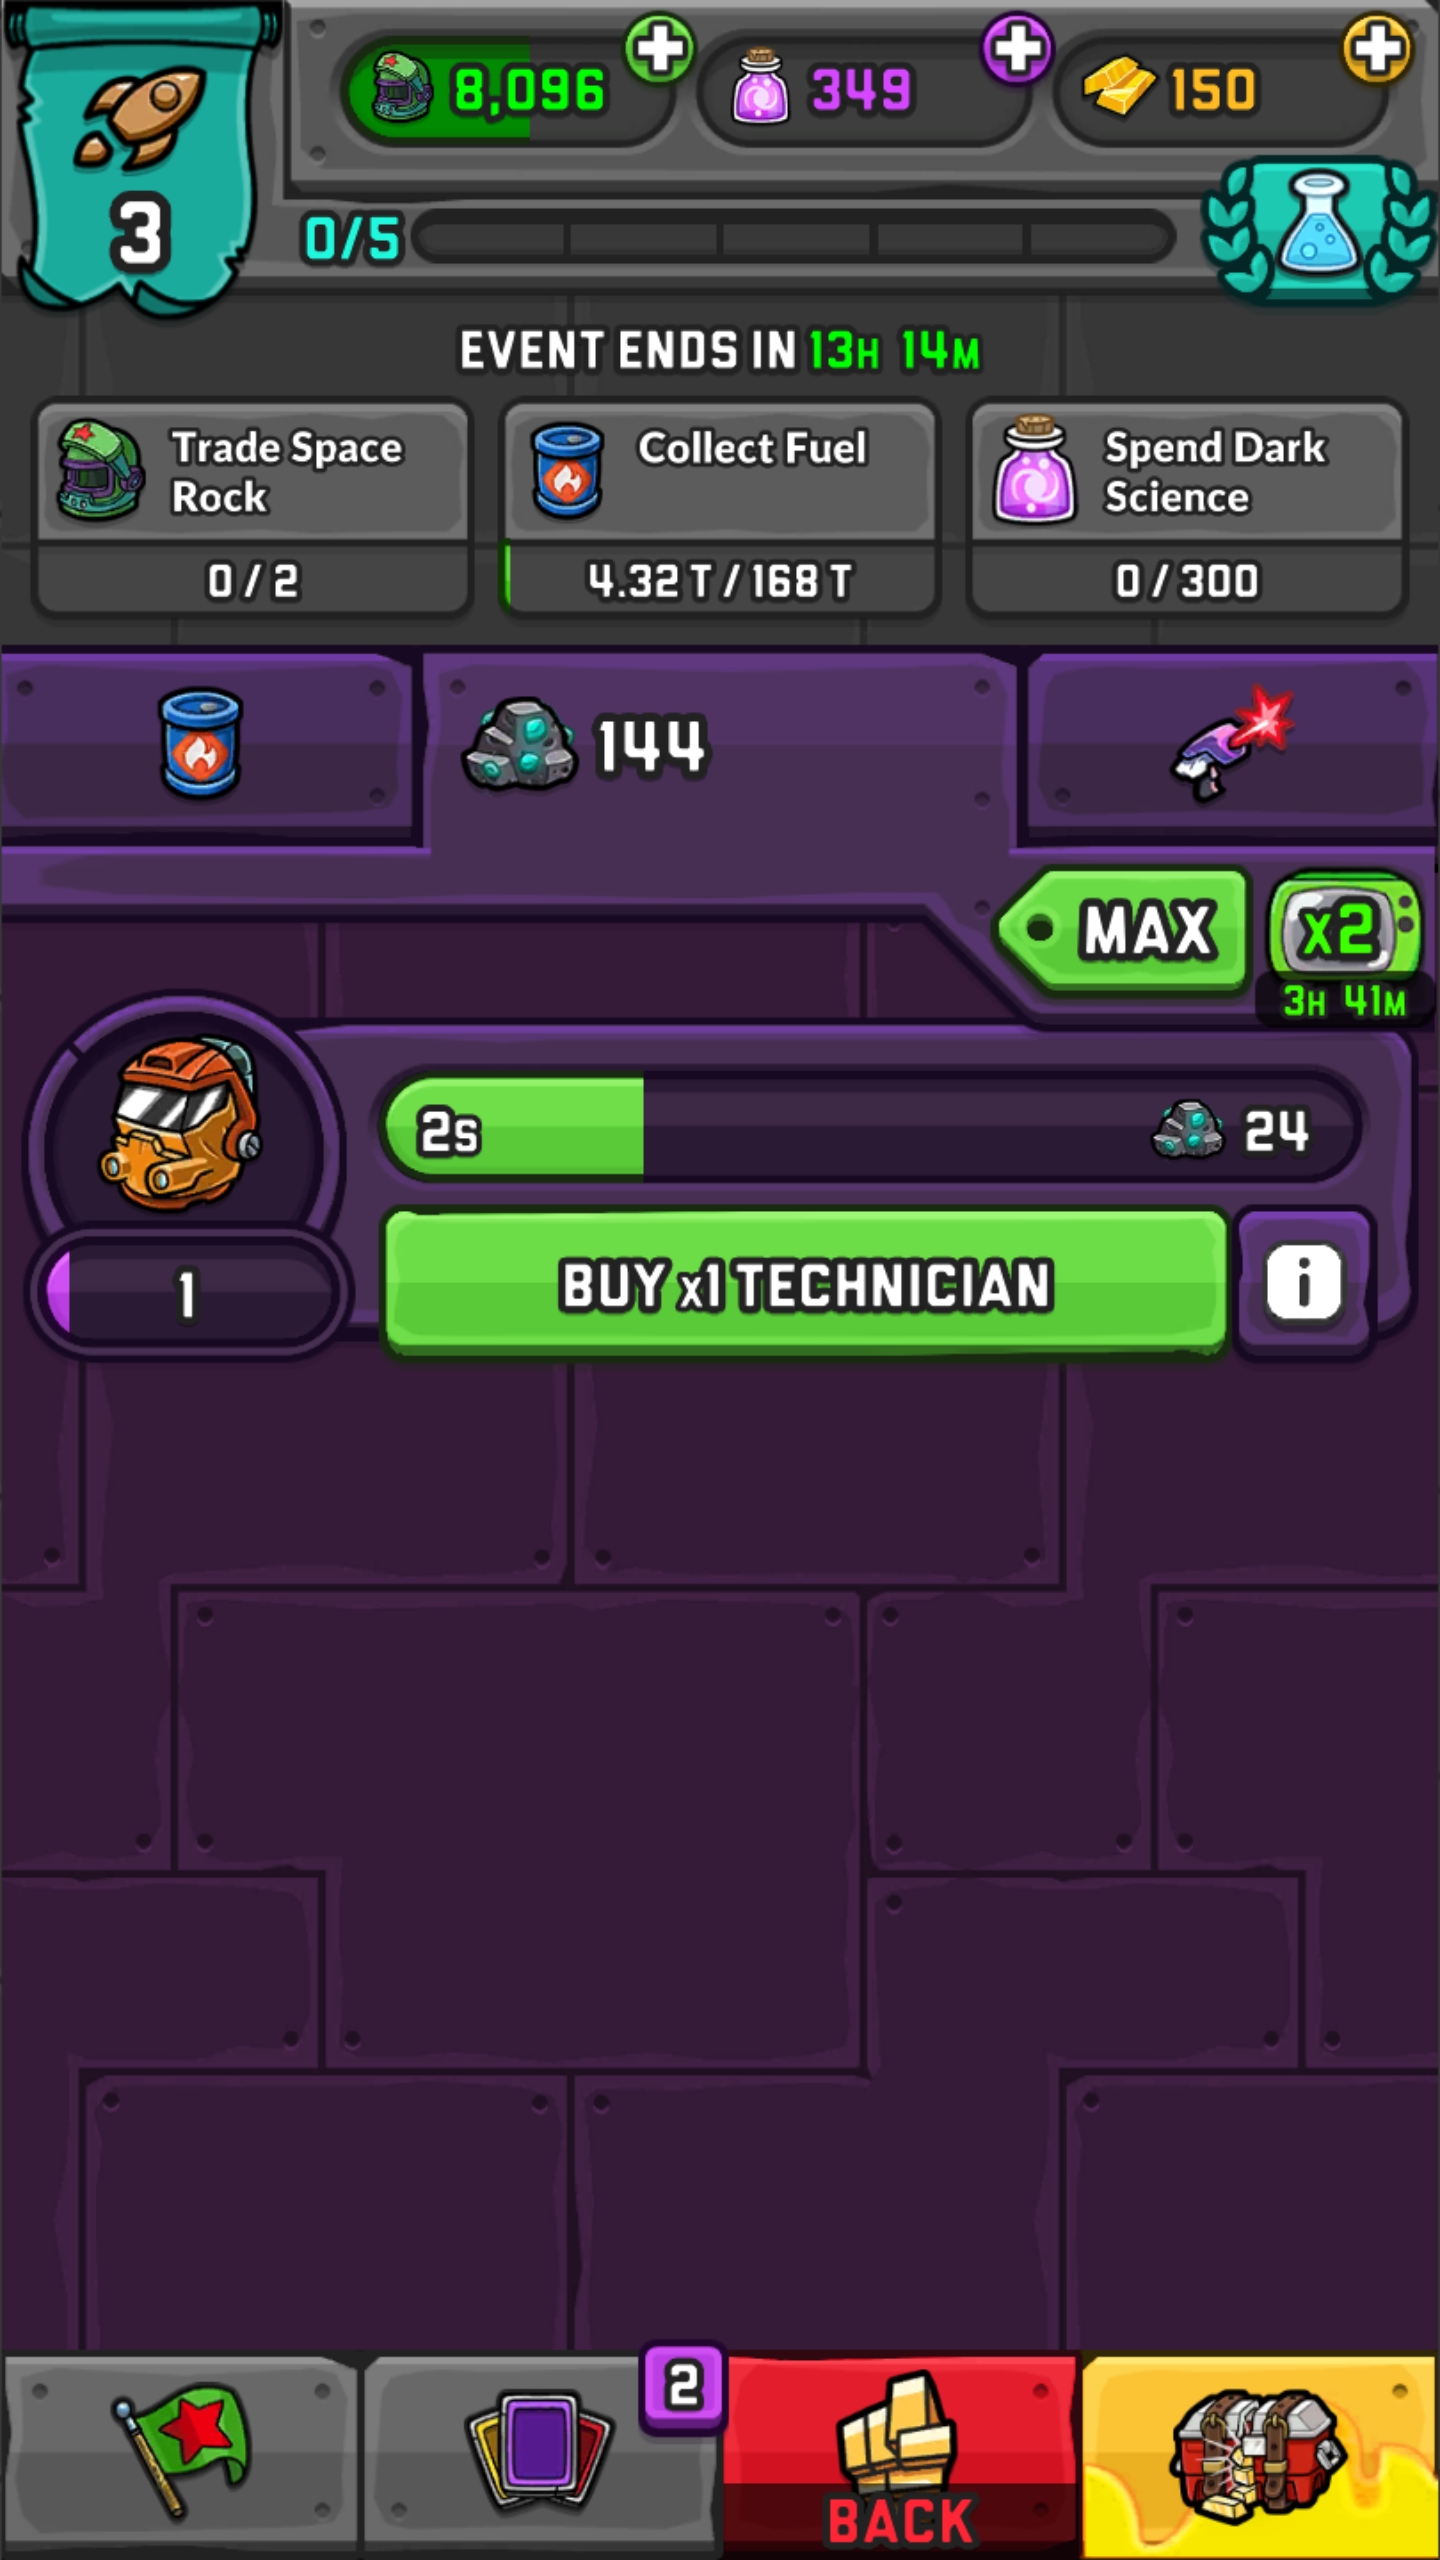 8,096
349
150
3
0/5
EVENT ENDS IN 13H 14M
Trade Space
Rock
0 / 2
Collect Fuel
4.32 T / 168 T
Spend Dark
Science
0 / 300
144
MAX
x2
3H 41M
2s
24
1
BUY x1 TECHNICIAN
i
2
BACK